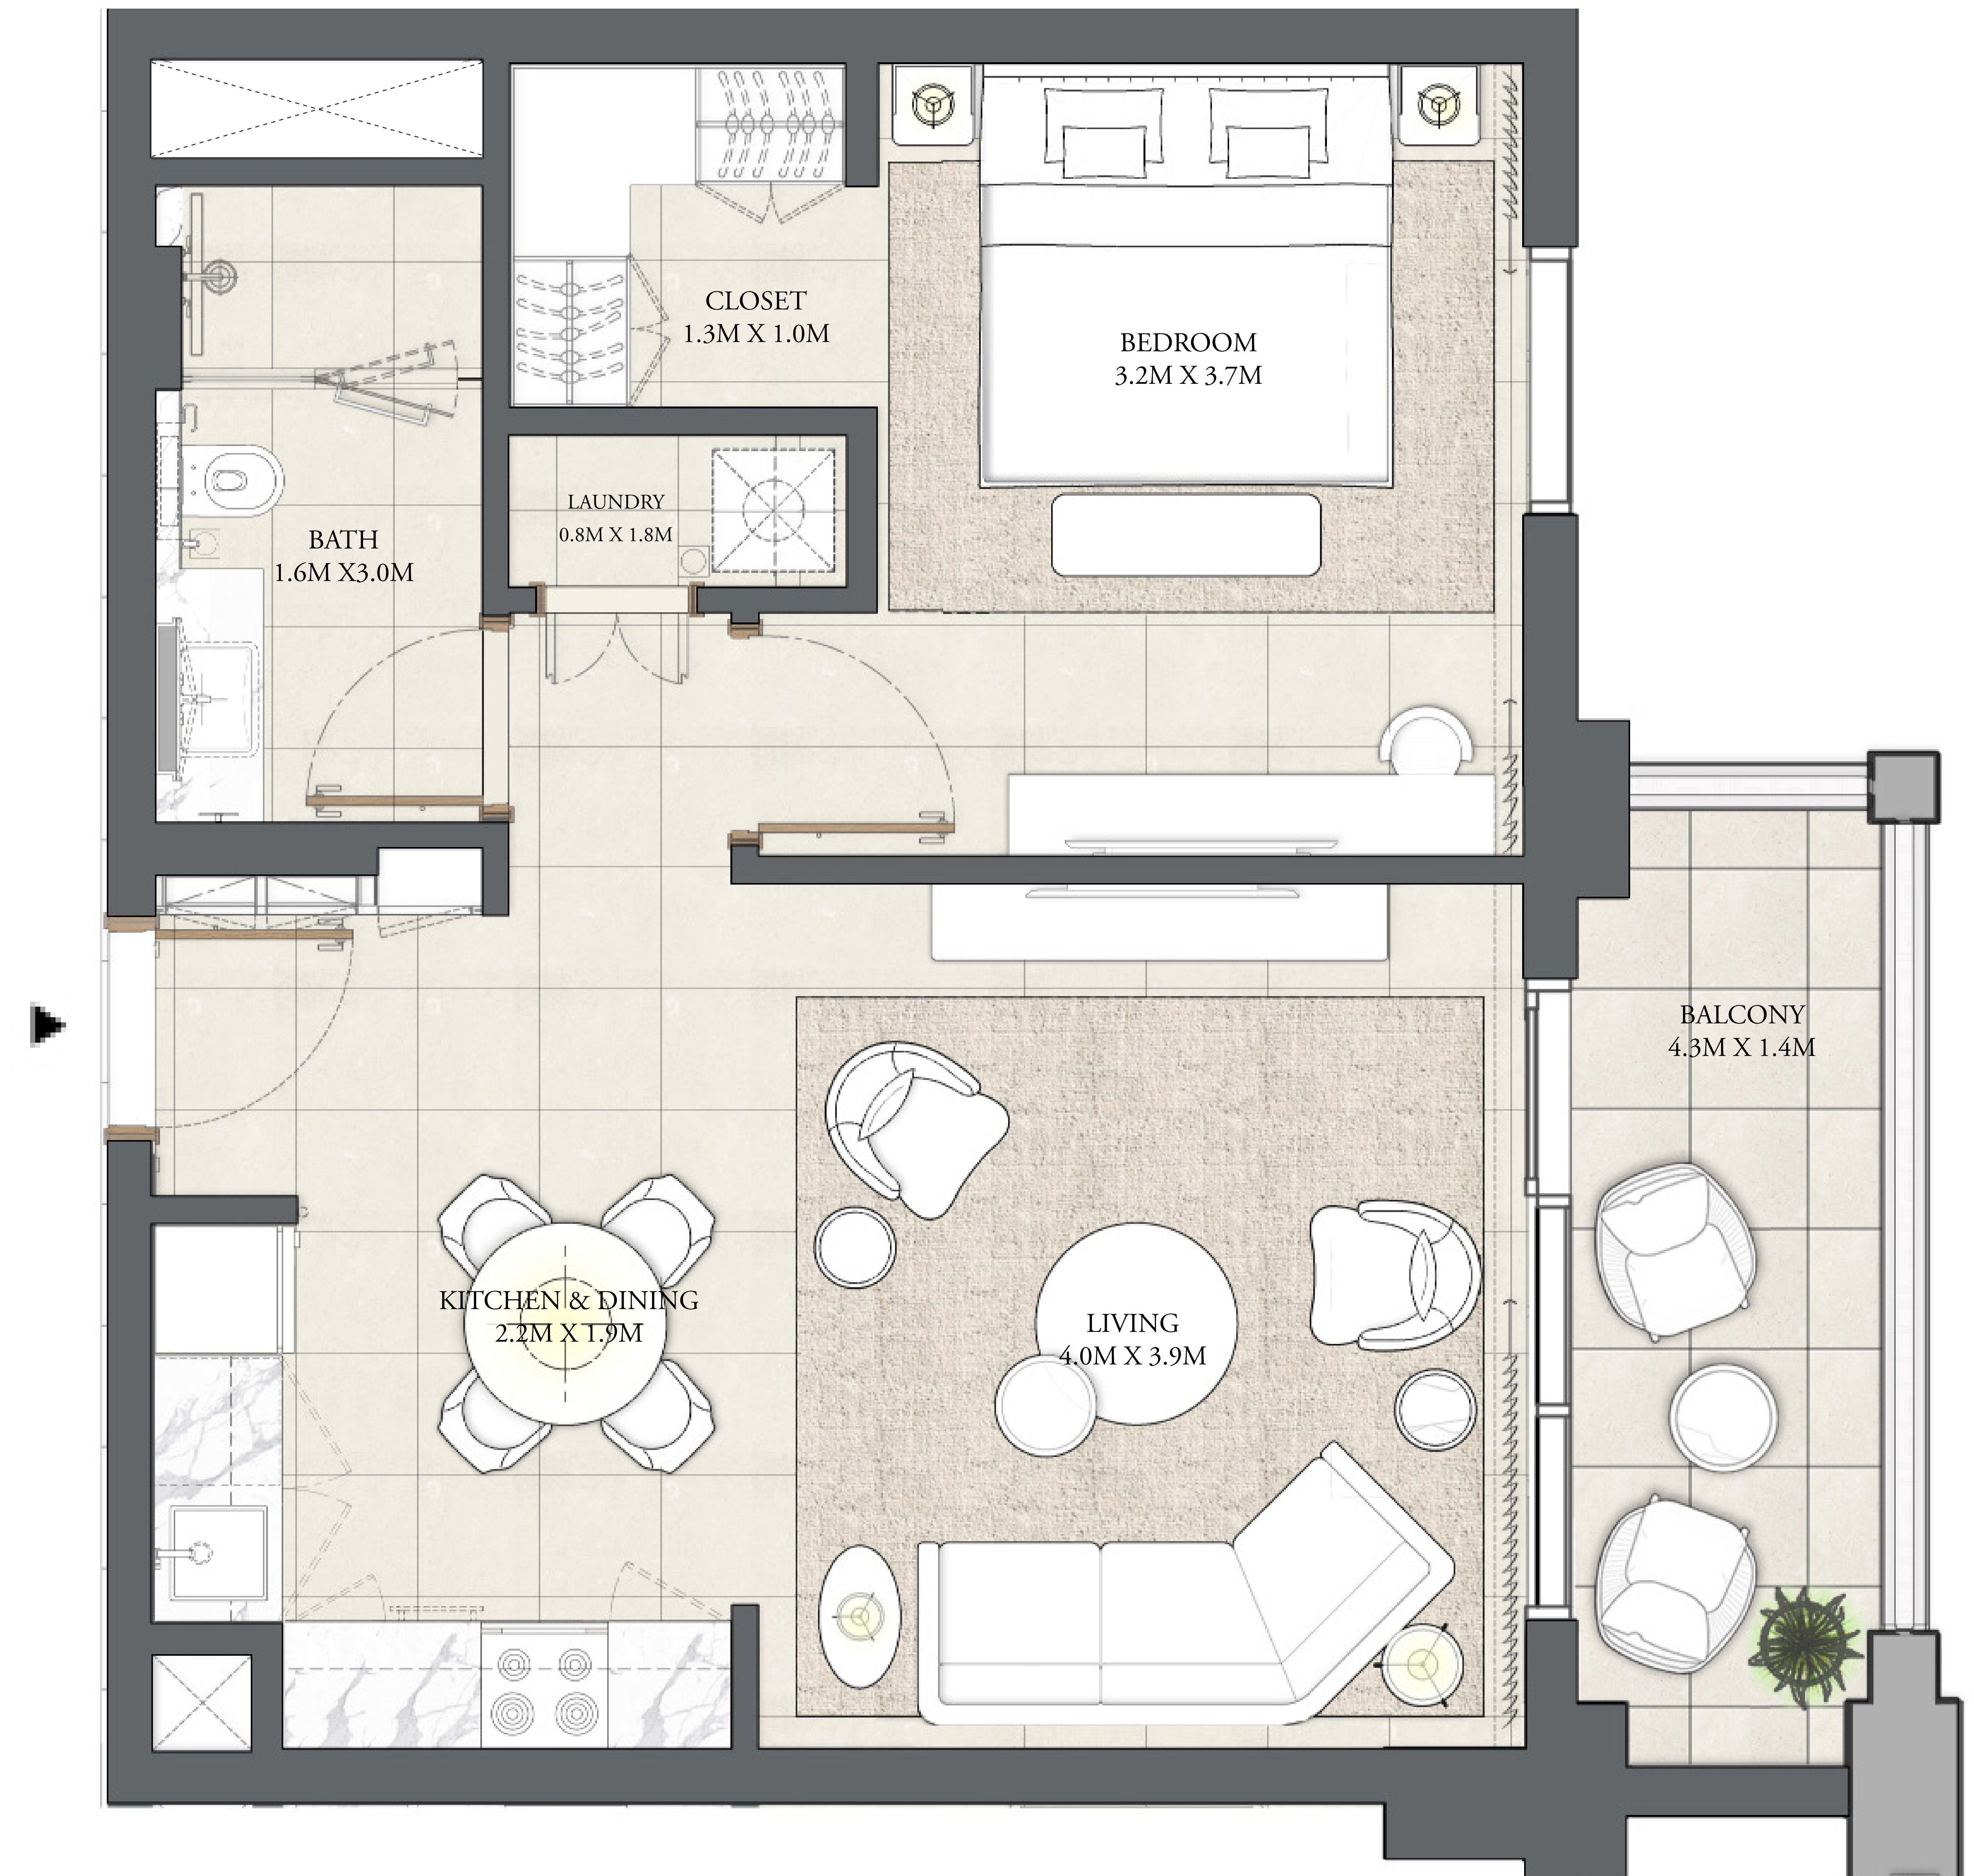 CLOSET
1.3M X 1.0M
BEDROOM
3.2M X 3.7M
LAUNDRY
0.8M X 1.8M
BATH
1.6M X3.0M
BALCONY
4.3M X 1.4M
KITCHEN & DINING
2.2M X 1.9M
LIVING
4.0M X 3.9M